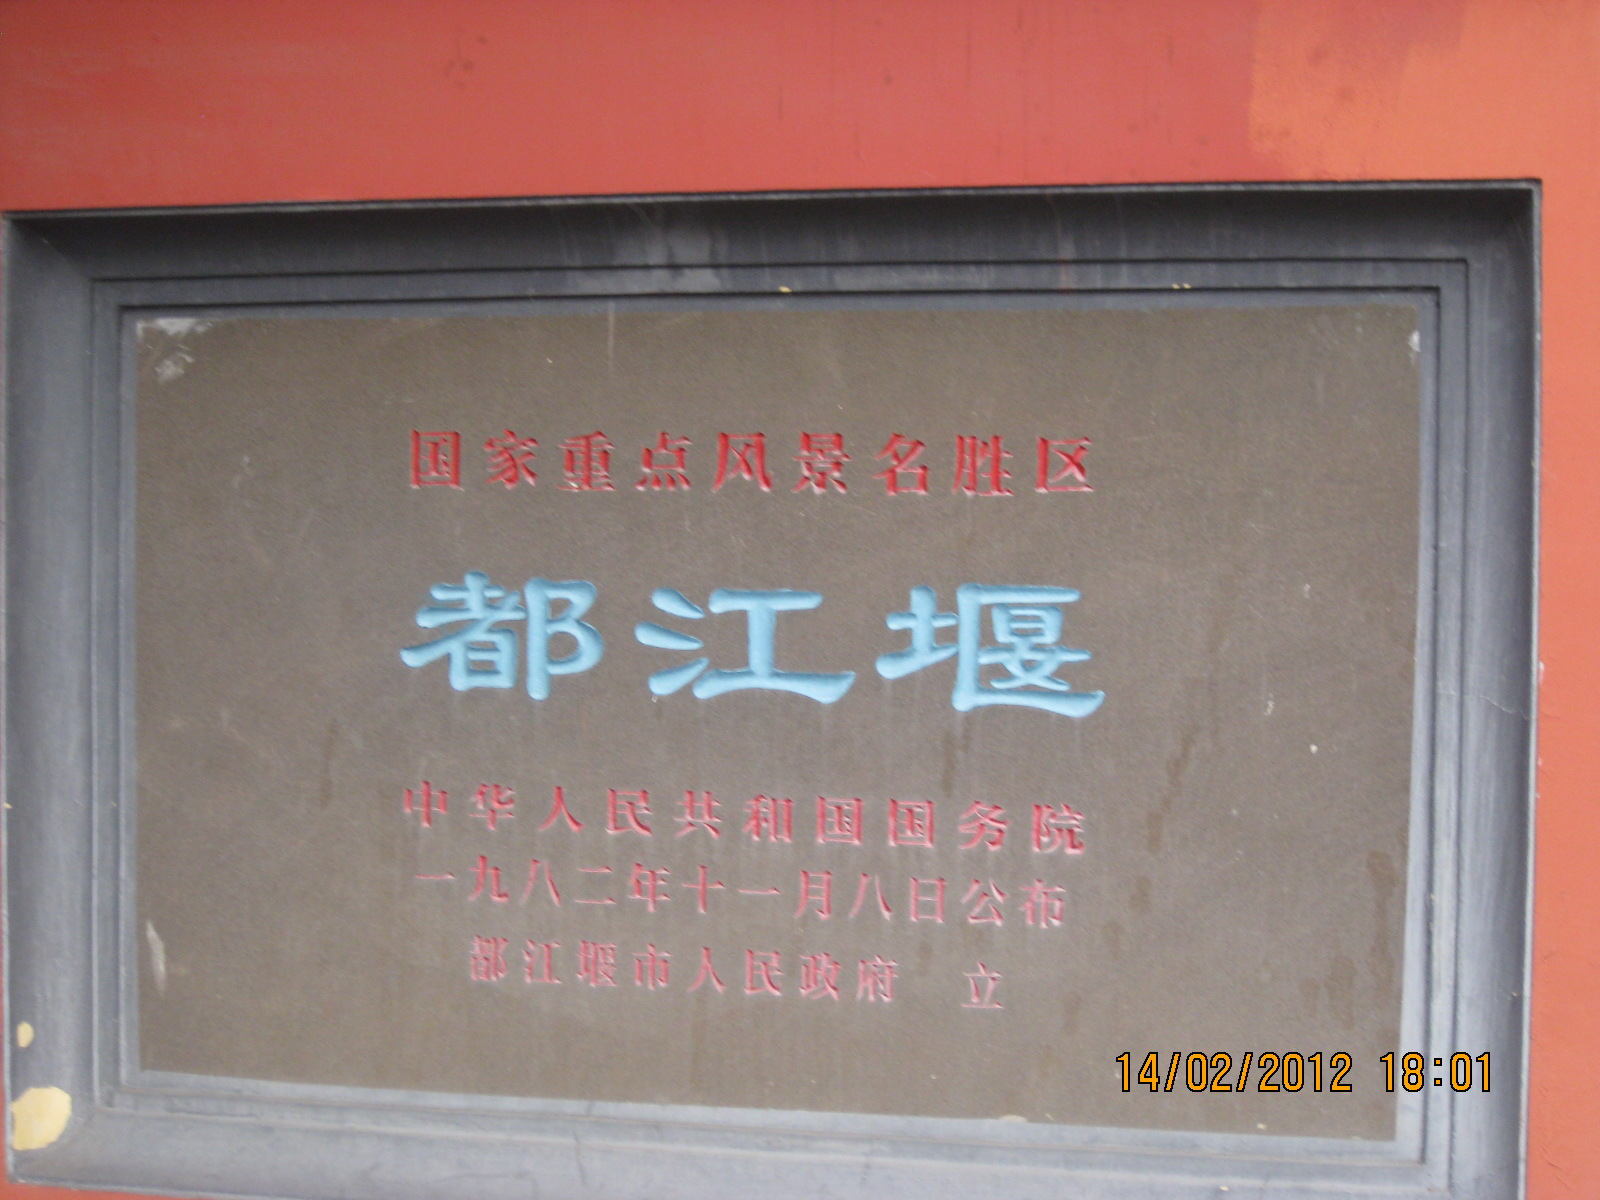 国家重点风景名胜区
都江堰
中华人民共和国国务院
一九八二年十一月八日公布
都江堰市人民政府 立
14/02/2012 18:01